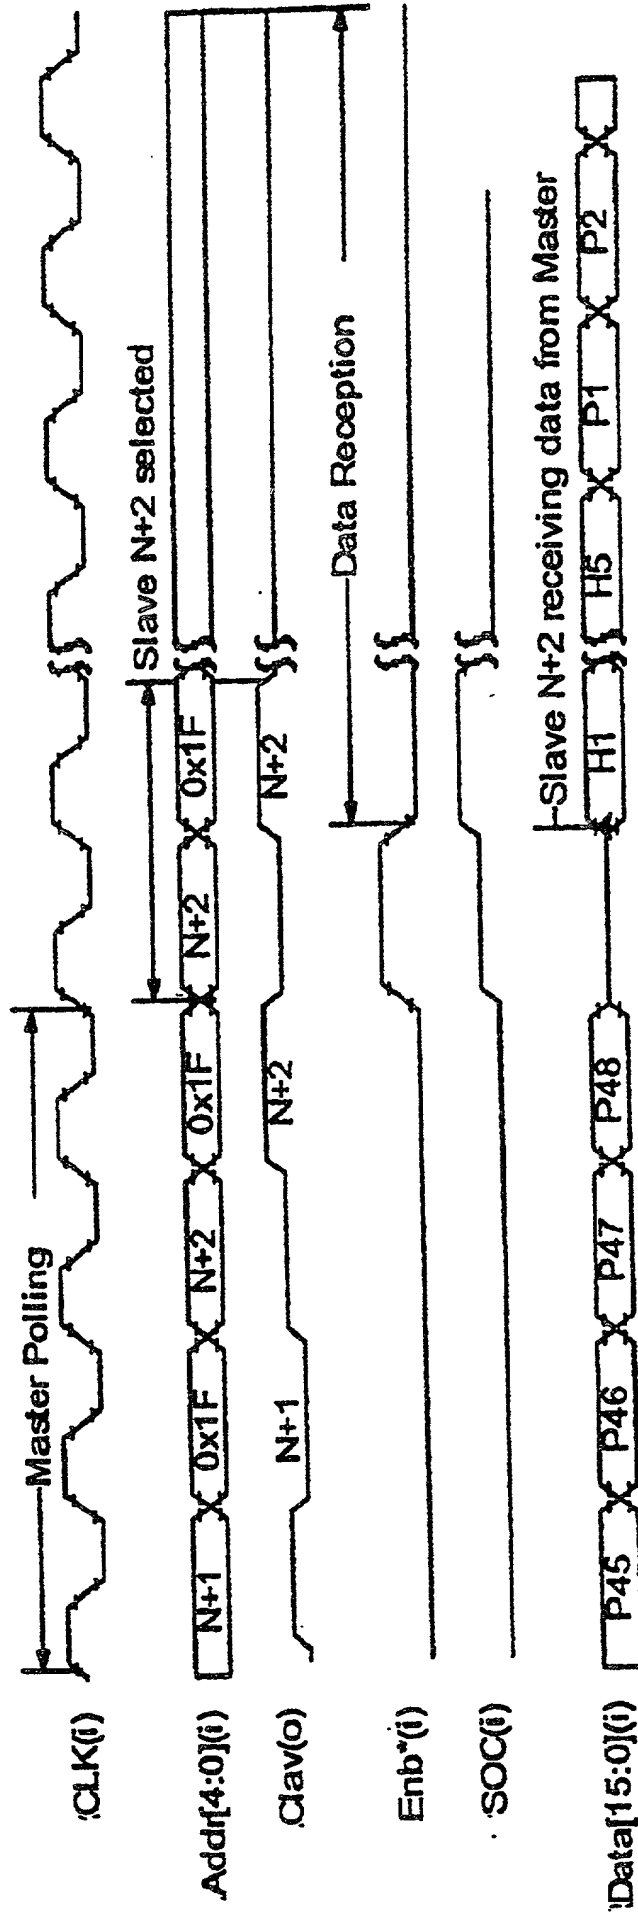 CLK(i)
Master Polling
Addr[4:0](i)
N+1 0x1F N+2 0x1F N+2 0x1F
Slave N+2 selected
Clav(o)
N+1 N+2 N+2
Enb*(i)
Data Reception
SOC(i)
Slave N+2 receiving data from Master
Data[15:0](i)
P45 P46 P47 P48 H1 H5 P1 P2